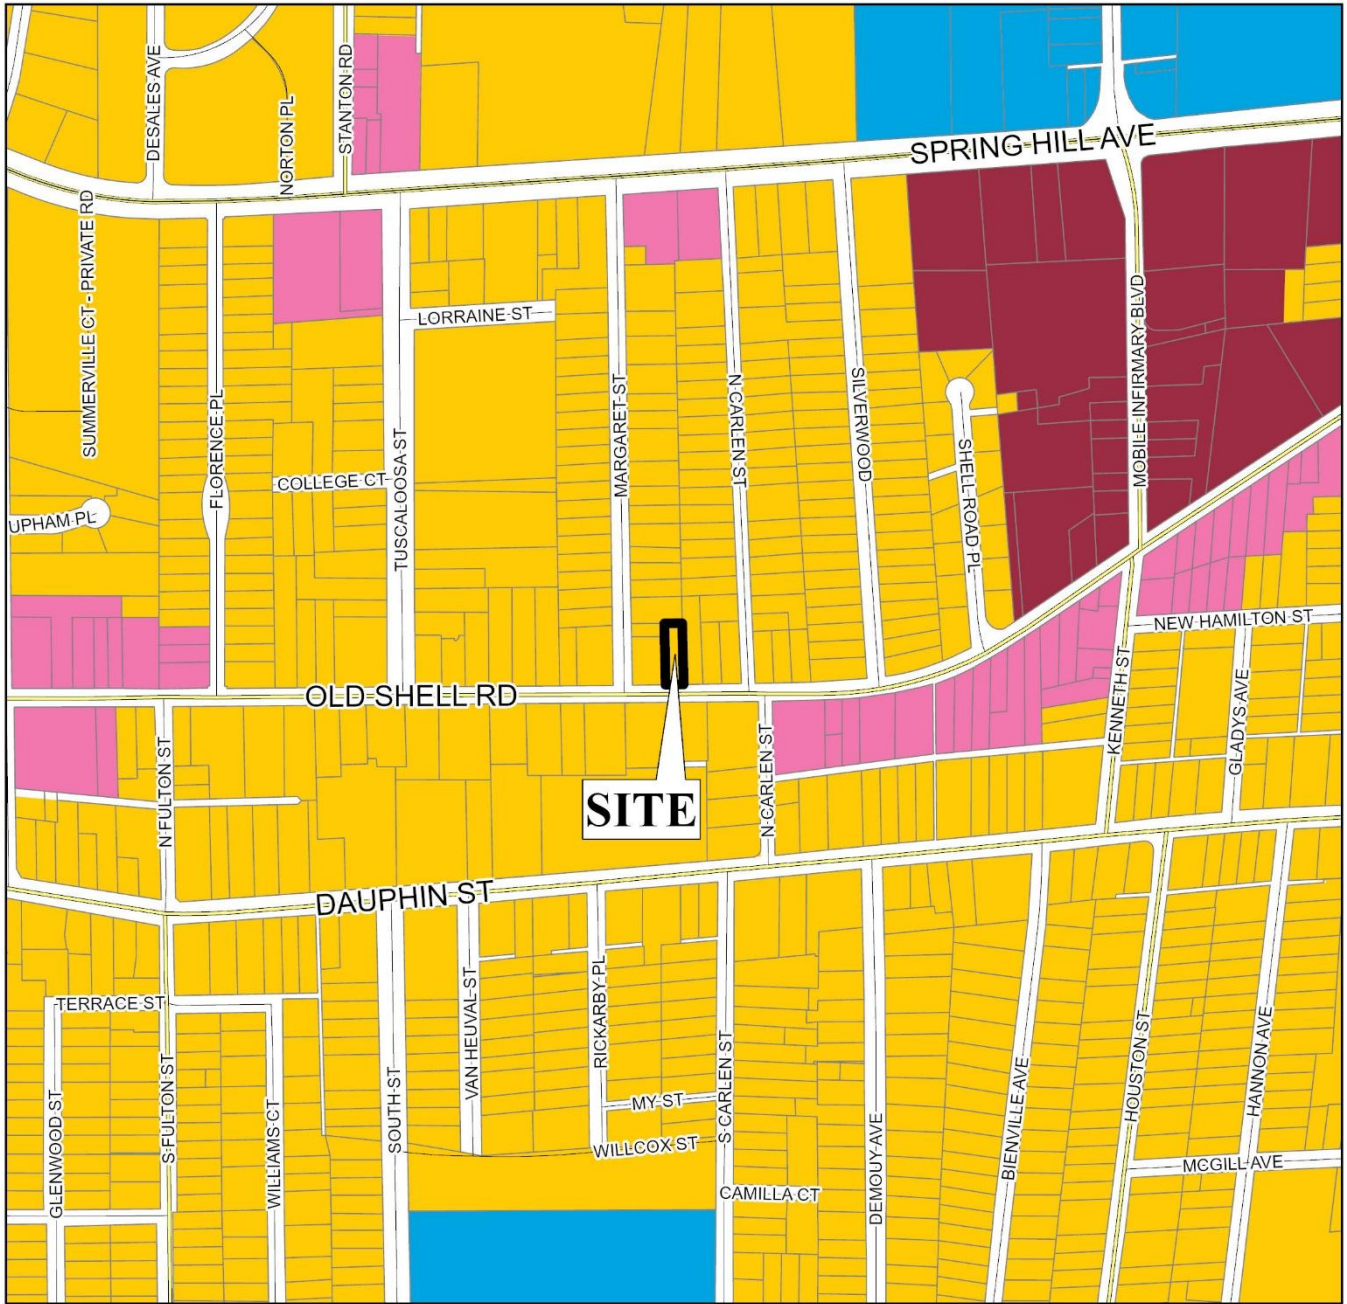 DESALES AVE
NORTON PL
STANTON RD
SPRING HILL AVE
SUMMERVILLE CT - PRIVATE RD
LORRAINE ST
FLORENCE PL
TUSCALOOSA ST
MARGARET ST
N CARLEN ST
SILVERWOOD
SHELL ROAD PL
MOBILE INFIRMARY BLVD
COLLEGE CT
UPHAM PL
NEW HAMILTON ST
OLD SHELL RD
KENNETH ST
GLADYS AVE
N FULTON ST
N CARLEN ST
SITE
DAUPHIN ST
TERRACE ST
GLENWOOD ST
S FULTON ST
WILLIAMS CT
SOUTH ST
VAN HEUVAL ST
RICKARBY PL
MY ST
WILLCOX ST
S CARLEN ST
CAMILLA CT
DEMOUY AVE
BIENVILLE AVE
HOUSTON ST
HANNON AVE
MCGILL AVE